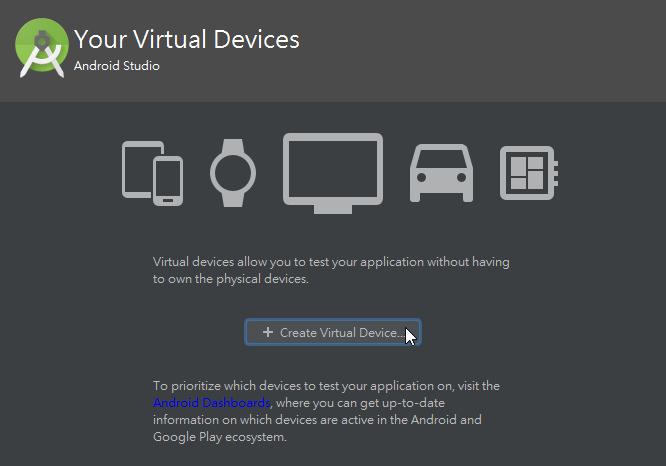 Your Virtual Devices
Android Studio
Virtual devices allow you to test your application without having
to own the physical devices.
+ Create Virtual Device...
To prioritize which devices to test your application on, visit the
Android Dashboards, where you can get up-to-date
information on which devices are active in the Android and
Google Play ecosystem.